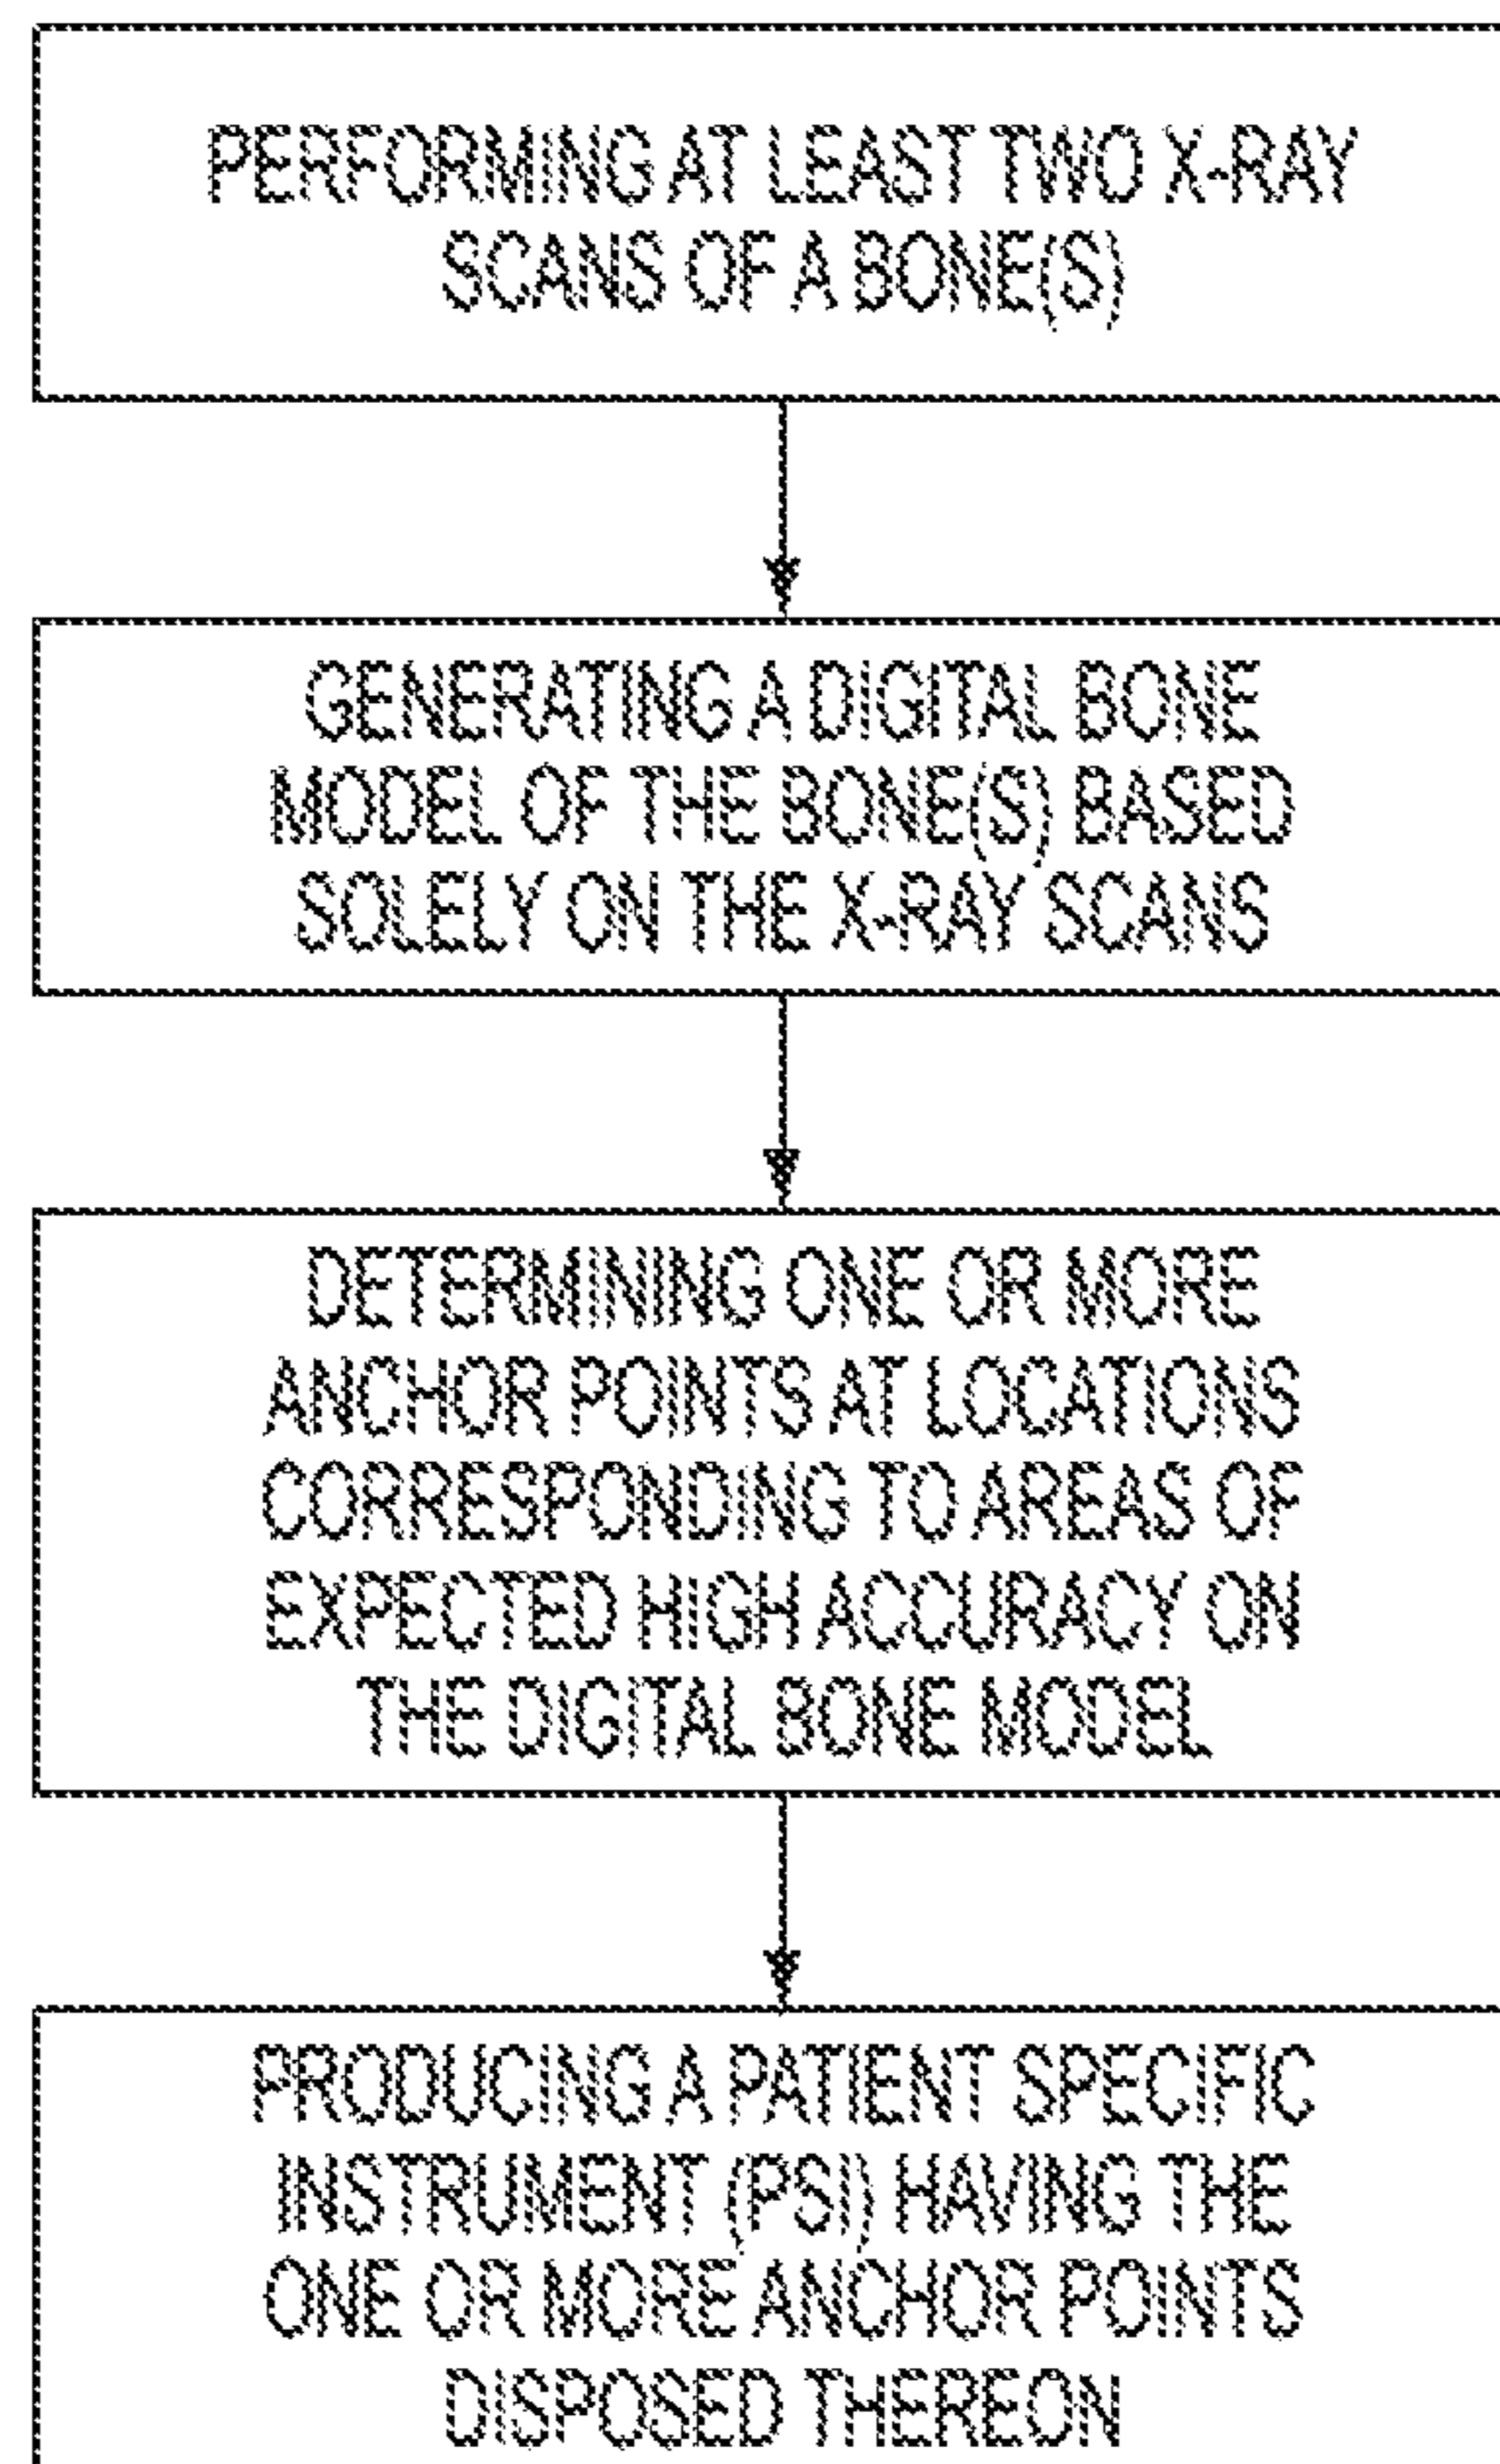 PERFORMING AT LEAST TWO X-RAY
SCANS OF A BONE(S)
GENERATING A DIGITAL BONE
MODEL OF THE BONE(S) BASED
SOLELY ON THE X-RAY SCANS
DETERMINING ONE OR MORE
ANCHOR POINTS AT LOCATIONS
CORRESPONDING TO AREAS OF
EXPECTED HIGH ACCURACY ON
THE DIGITAL BONE MODEL
PRODUCING A PATIENT SPECIFIC
INSTRUMENT (PSI) HAVING THE
ONE OR MORE ANCHOR POINTS
DISPOSED THEREON